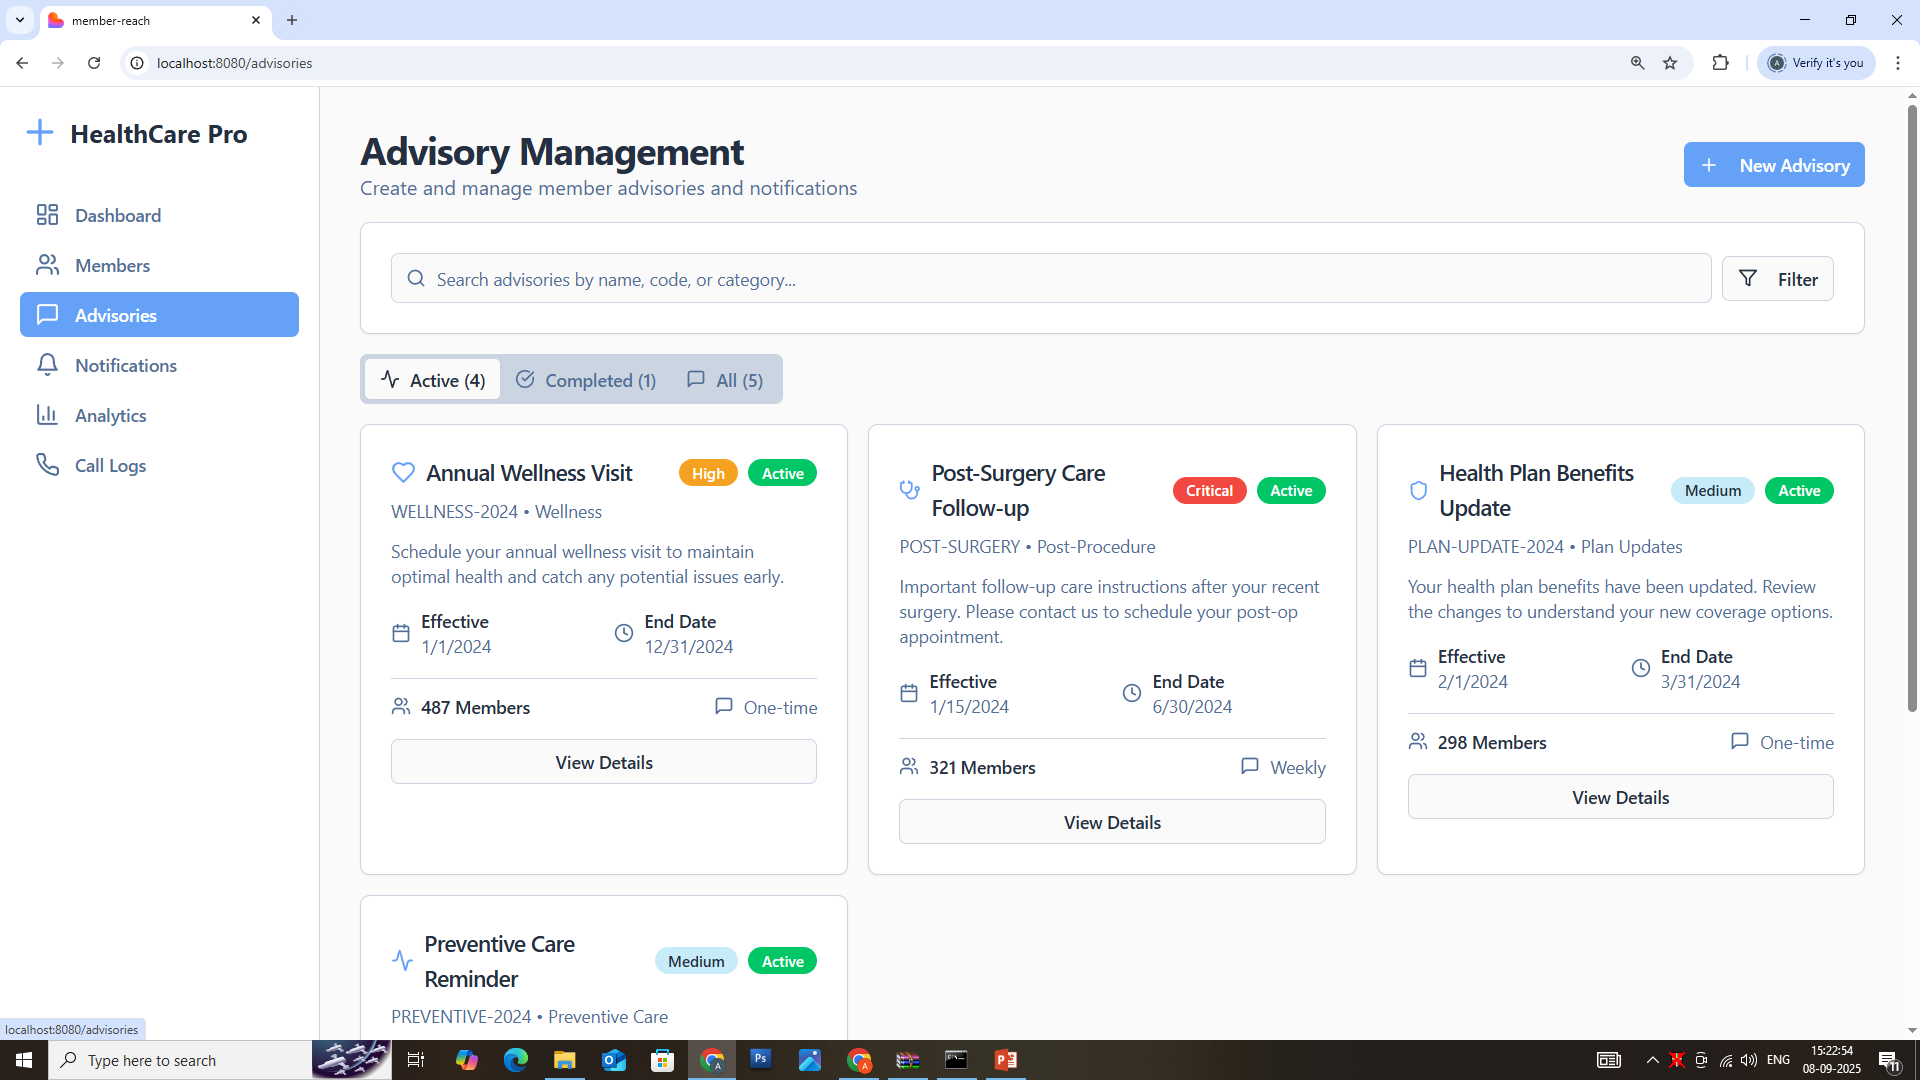 member-reach
localhost:8080/advisories
Verify it's you
HealthCare Pro
Dashboard
Members
Advisories
Notifications
Analytics
Call Logs
Advisory Management
Create and manage member advisories and notifications
New Advisory
Search advisories by name, code, or category...
Filter
Active (4)
Completed (1)
All (5)
Annual Wellness Visit
High
Active
WELLNESS-2024 • Wellness
Schedule your annual wellness visit to maintain
optimal health and catch any potential issues early.
Effective
1/1/2024
End Date
12/31/2024
487 Members
One-time
View Details
Post-Surgery Care
Follow-up
Critical
Active
POST-SURGERY • Post-Procedure
Important follow-up care instructions after your recent
surgery. Please contact us to schedule your post-op
appointment.
Effective
1/15/2024
End Date
6/30/2024
321 Members
Weekly
View Details
Health Plan Benefits
Update
Medium
Active
PLAN-UPDATE-2024 • Plan Updates
Your health plan benefits have been updated. Review
the changes to understand your new coverage options.
Effective
2/1/2024
End Date
3/31/2024
298 Members
One-time
View Details
Preventive Care
Reminder
Medium
Active
PREVENTIVE-2024 • Preventive Care
localhost:8080/advisories
Type here to search
Ps
ENG
15:22:54
08-09-2025
11